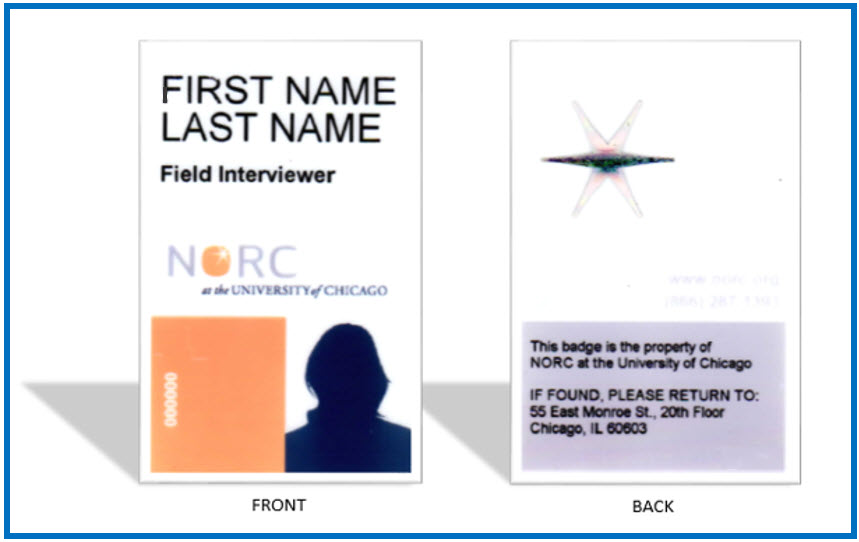 FIRST NAME
LAST NAME
Field Interviewer
NORC
at the UNIVERSITY of CHICAGO
000000
FRONT
www.norc.org
(866) 287
This badge is the property of
NORC at the University of Chicago
IF FOUND, PLEASE RETURN TO:
55 East Monroe St., 20th Floor
Chicago, IL 60603
BACK